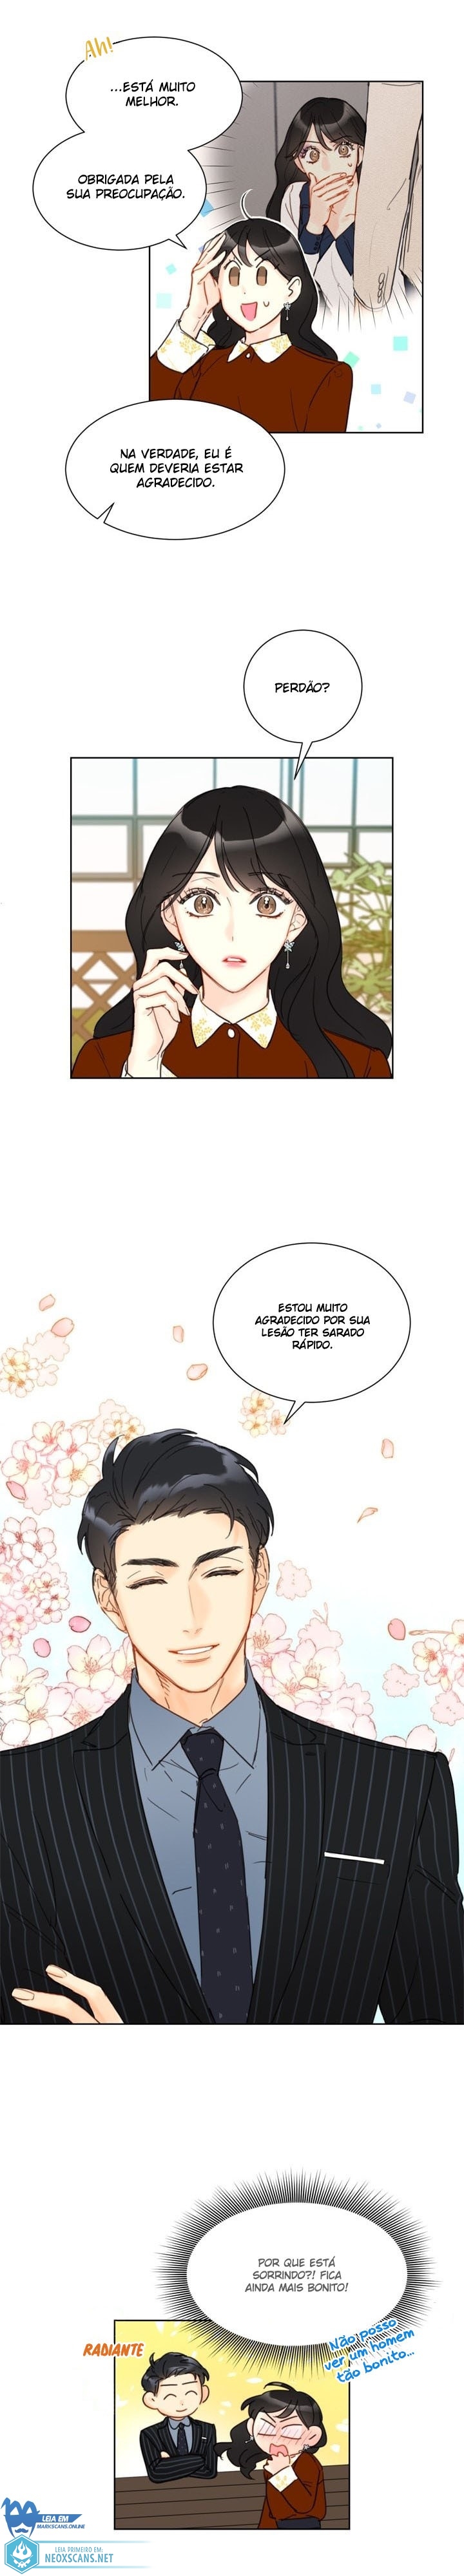 Ah!
...ESTÁ MUITO
MELHOR.
OBRIGADA PELA
SUA PREOCUPAÇÃO.
NA VERDADE, EU É
QUEM DEVERIA ESTAR
AGRADECIDO.
PERDÃO?
ESTOU MUITO
AGRADECIDO POR SUA
LESÃO TER SARADO
RÁPIDO.
POR QUE ESTÁ
SORRINDO?! FICA
AINDA MAIS BONITO!
RADIANTE
Não posso
ver um homem
tão bonito...
LEIA EM
MARKSCANS.ONLINE
LEIA PRIMEIRO EM:
NEOXSCANS.NET